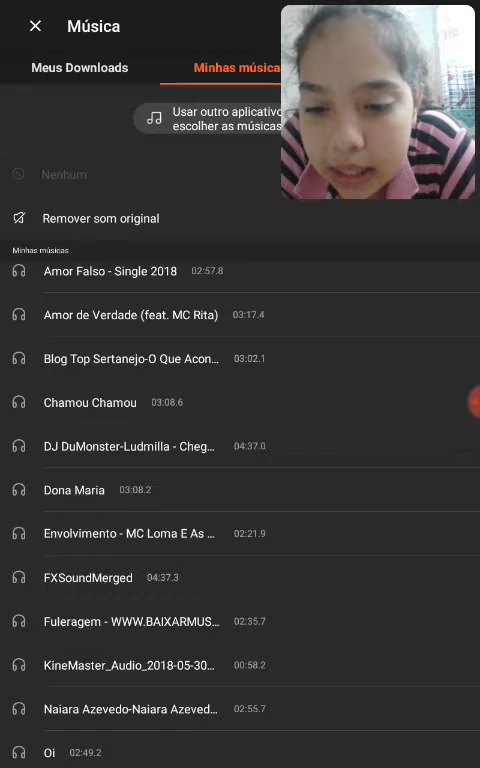 Música
Meus Downloads
Minhas música
Usar outro aplicativo
escolher as músicas
Nenhum
Remover som original
Minhas músicas
Amor Falso - Single 2018 02:57.8
Amor de Verdade (feat. MC Rita) 03:17.4
Blog Top Sertanejo-O Que Acon... 03:02.1
Chamou Chamou 03:08.6
DJ DuMonster-Ludmilla - Cheg... 04:37.0
Dona Maria 03:08.2
Envolvimento - MC Loma E As ... 02:21.9
FXSoundMerged 04:37.3
Fuleragem - WWW.BAIXARMUS... 02:35.7
KineMaster_Audio_2018-05-30... 00:58.2
Naiara Azevedo-Naiara Azeved... 02:55.7
Oi 02:49.2